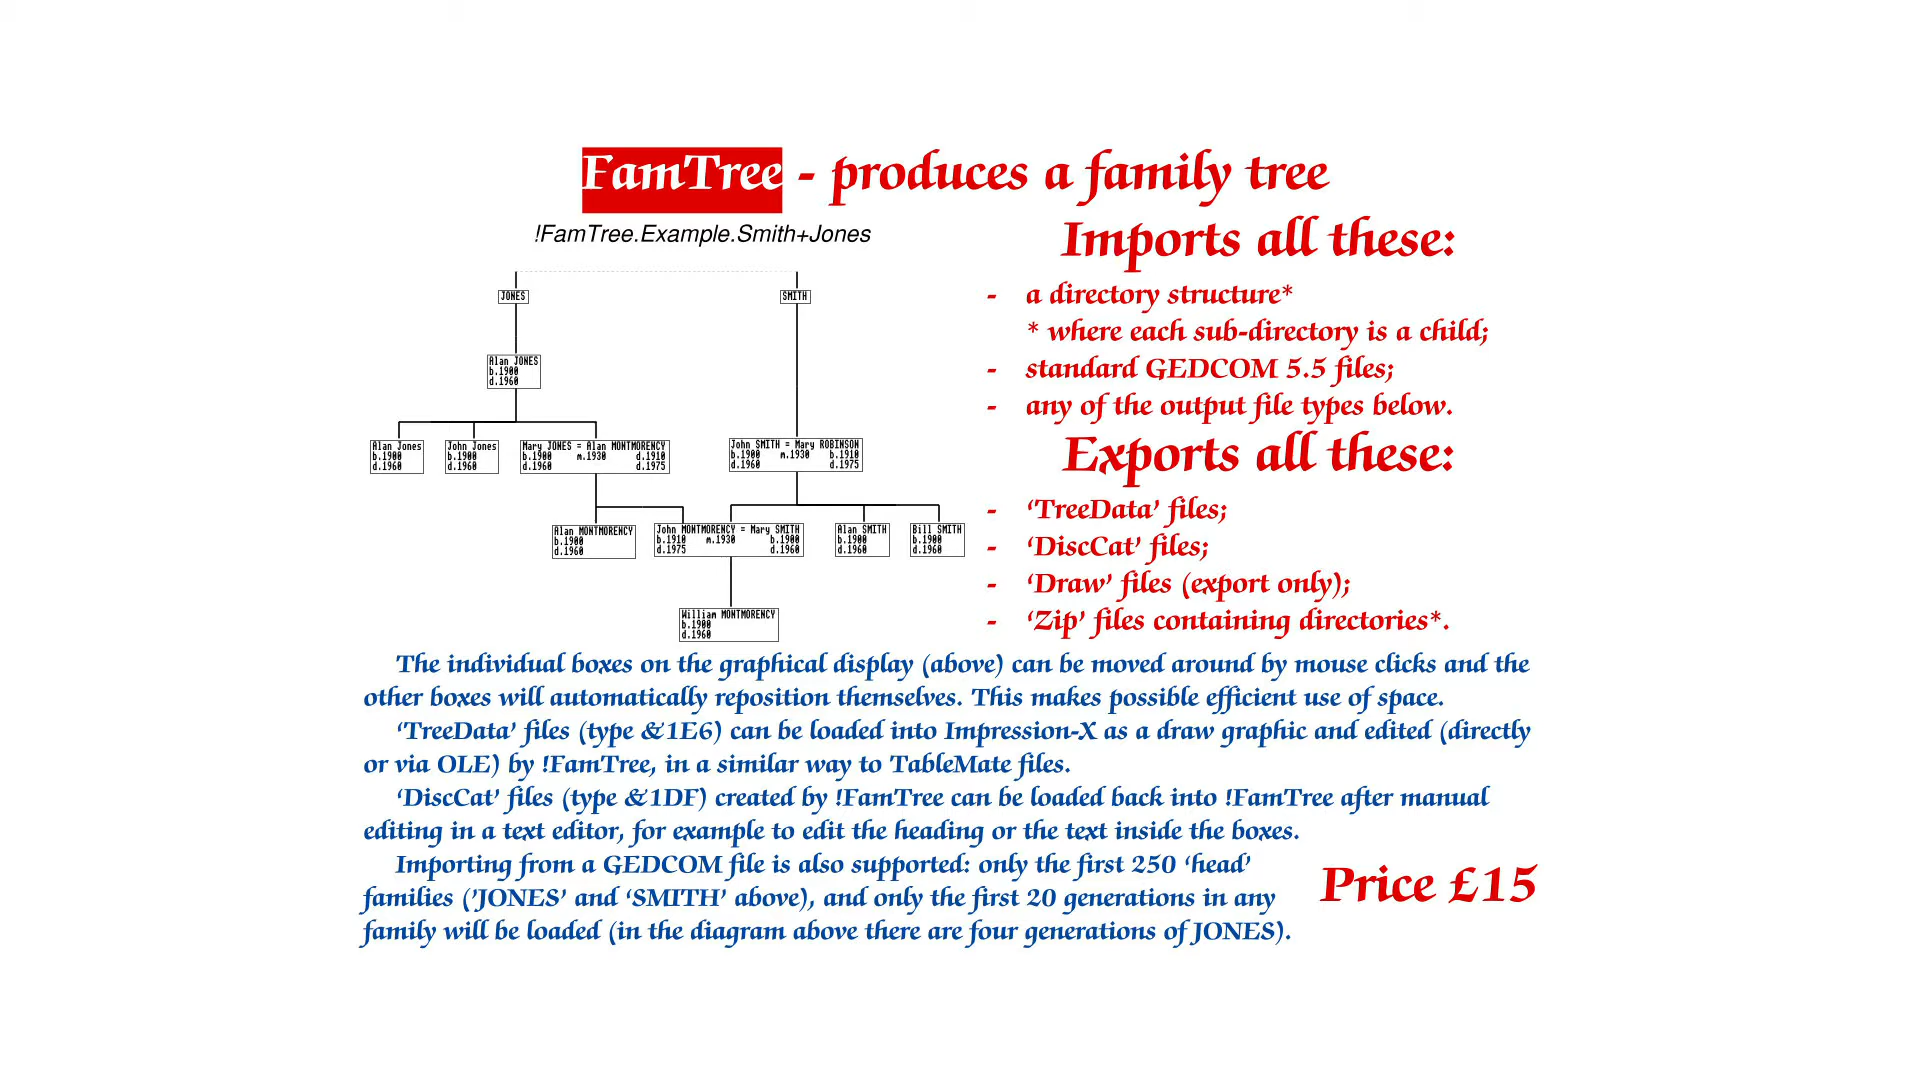 FamTree - produces a family tree
!FamTree.Example.Smith+Jones
JONES
SMITH
Alan JONES
b.1900
d.1960
Alan Jones
b.1900
d.1960
John Jones
b.1900
d.1960
Mary JONES = Alan MONTMORENCY
b.1900 m.1930 d.1910
d.1960 d.1975
John SMITH = Mary ROBINSON
b.1900 m.1930 b.1910
d.1960 d.1975
Alan MONTMORENCY
b.1900
d.1960
John MONTMORENCY = Mary SMITH
b.1910 m.1930 b.1900
d.1975 d.1960
Alan SMITH
b.1900
d.1960
Bill SMITH
b.1900
d.1960
William MONTMORENCY
b.1900
d.1960
Imports all these:
- a directory structure*
* where each sub-directory is a child;
- standard GEDCOM 5.5 files;
- any of the output file types below.
Exports all these:
- ‘TreeData’ files;
- ‘DiscCat’ files;
- ‘Draw’ files (export only);
- ‘Zip’ files containing directories*.
The individual boxes on the graphical display (above) can be moved around by mouse clicks and the
other boxes will automatically reposition themselves. This makes possible efficient use of space.
‘TreeData’ files (type &1E6) can be loaded into Impression-X as a draw graphic and edited (directly
or via OLE) by !FamTree, in a similar way to TableMate files.
‘DiscCat’ files (type &1DF) created by !FamTree can be loaded back into !FamTree after manual
editing in a text editor, for example to edit the heading or the text inside the boxes.
Importing from a GEDCOM file is also supported: only the first 250 ‘head’
families (’JONES’ and ‘SMITH’ above), and only the first 20 generations in any
family will be loaded (in the diagram above there are four generations of JONES).
Price £15